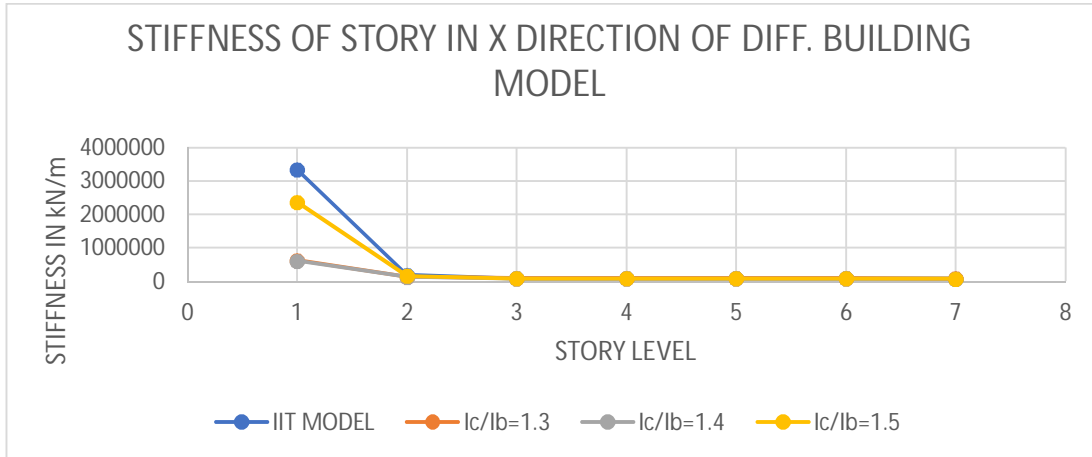 STIFFNESS OF STORY IN X DIRECTION OF DIFF. BUILDING
MODEL
STIFFNESS IN kN/m
4000000
3000000
2000000
1000000
0
0 1 2 3 4 5 6 7 8
STORY LEVEL
IIT MODEL Ic/Ib=1.3 Ic/Ib=1.4 Ic/Ib=1.5